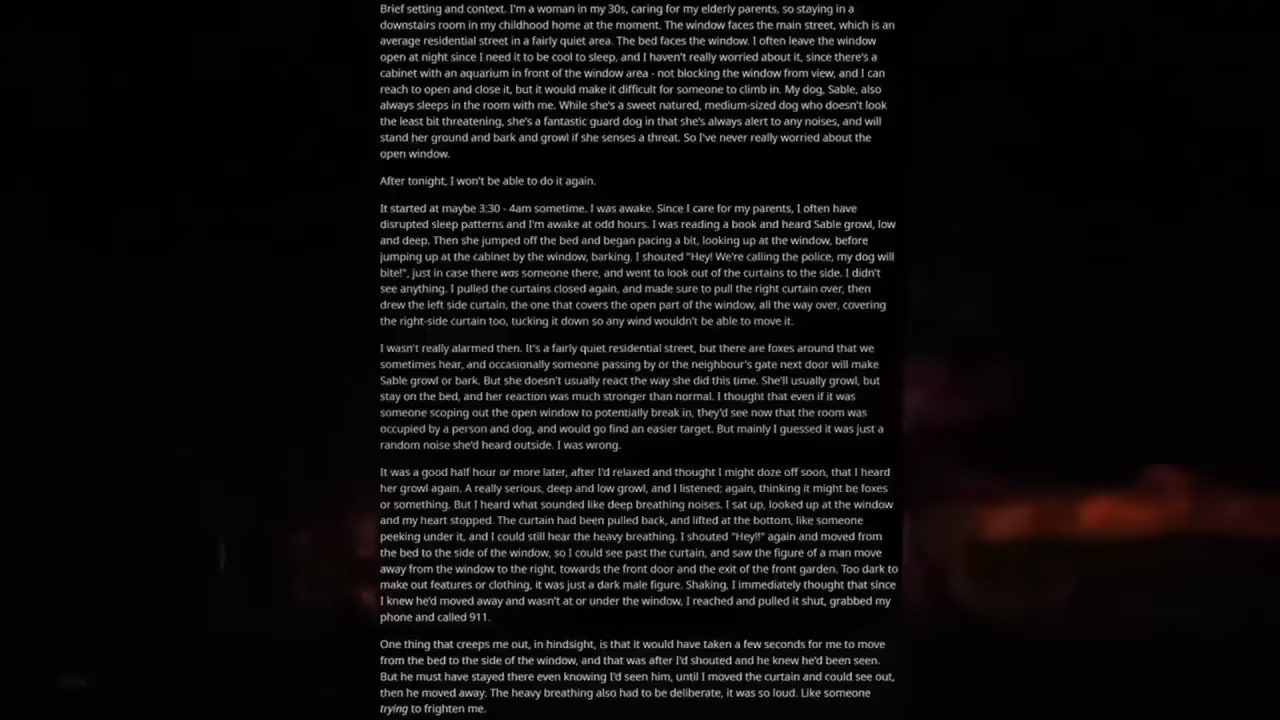 Brief setting and context. I'm a woman in my 30s, caring for my elderly parents, so staying in a
downstairs room in my childhood home at the moment. The window faces the main street, which is an
average residential street in a fairly quiet area. The bed faces the window. I often leave the window
open at night since I need it to be cool to sleep, and I haven't really worried about it, since there's a
cabinet with an aquarium in front of the window area - not blocking the window from view, and I can
reach to open and close it, but it would make it difficult for someone to climb in. My dog, Sable, also
always sleeps in the room with me. While she's a sweet natured, medium-sized dog who doesn't look
the least bit threatening, she's a fantastic guard dog in that she's always alert to any noises, and will
stand her ground and bark and growl if she senses a threat. So I've never really worried about the
open window.
After tonight, I won't be able to do it again.
It started at maybe 3:30 - 4am sometime. I was awake. Since I care for my parents, I often have
disrupted sleep patterns and I'm awake at odd hours. I was reading a book and heard Sable growl, low
and deep. Then she jumped off the bed and began pacing a bit, looking up at the window, before
jumping up at the cabinet by the window, barking. I shouted "Hey! We're calling the police, my dog will
bite!", just in case there was someone there, and went to look out of the curtains to the side. I didn't
see anything. I pulled the curtains closed again, and made sure to pull the right curtain over, then
drew the left side curtain, the one that covers the open part of the window, all the way over, covering
the right-side curtain too, tucking it down so any wind wouldn't be able to move it.
I wasn't really alarmed then. It's a fairly quiet residential street, but there are foxes around that we
sometimes hear, and occasionally someone passing by or the neighbour's gate next door will make
Sable growl or bark. But she doesn't usually react the way she did this time. She'll usually growl, but
stay on the bed, and her reaction was much stronger than normal. I thought that even if it was
someone scoping out the open window to potentially break in, they'd see now that the room was
occupied by a person and dog, and would go find an easier target. But mainly I guessed it was just a
random noise she'd heard outside. I was wrong.
It was a good half hour or more later, after I'd relaxed and thought I might doze off soon, that I heard
her growl again. A really serious, deep and low growl, and I listened; again, thinking it might be foxes
or something. But I heard what sounded like deep breathing noises. I sat up, looked up at the window
and my heart stopped. The curtain had been pulled back, and lifted at the bottom, like someone
peeking under it, and I could still hear the heavy breathing. I shouted "Hey!!" again and moved from
the bed to the side of the window, so I could see past the curtain, and saw the figure of a man move
away from the window to the right, towards the front door and the exit of the front garden. Too dark to
make out features or clothing, it was just a dark male figure. Shaking, I immediately thought that since
I knew he'd moved away and wasn't at or under the window, I reached and pulled it shut, grabbed my
phone and called 911.
One thing that creeps me out, in hindsight, is that it would have taken a few seconds for me to move
from the bed to the side of the window, and that was after I'd shouted and he knew he'd been seen.
But he must have stayed there even knowing I'd seen him, until I moved the curtain and could see out,
then he moved away. The heavy breathing also had to be deliberate, it was so loud. Like someone
trying to frighten me.